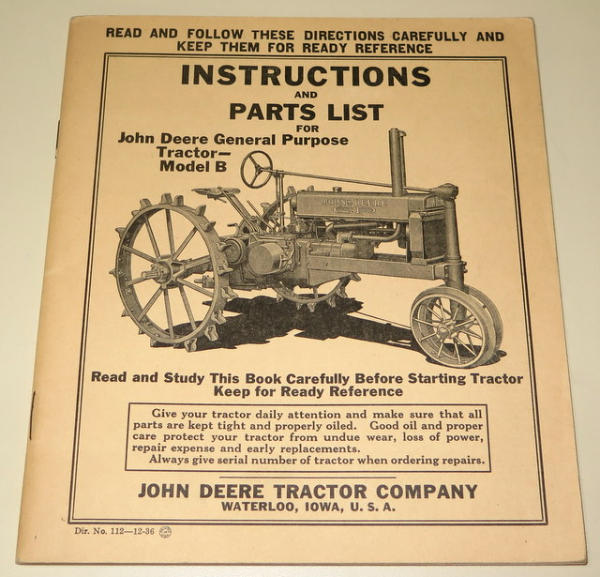 READ AND FOLLOW THESE DIRECTIONS CAREFULLY AND
KEEP THEM FOR READY REFERENCE
INSTRUCTIONS
AND
PARTS LIST
FOR
John Deere General Purpose
Tractor—
Model B
JOHN DEERE
Read and Study This Book Carefully Before Starting Tractor
Keep for Ready Reference
Give your tractor daily attention and make sure that all
parts are kept tight and properly oiled. Good oil and proper
care protect your tractor from undue wear, loss of power,
repair expense and early replacements.
Always give serial number of tractor when ordering repairs.
JOHN DEERE TRACTOR COMPANY
WATERLOO, IOWA, U. S. A.
Dir. No. 112—12-36